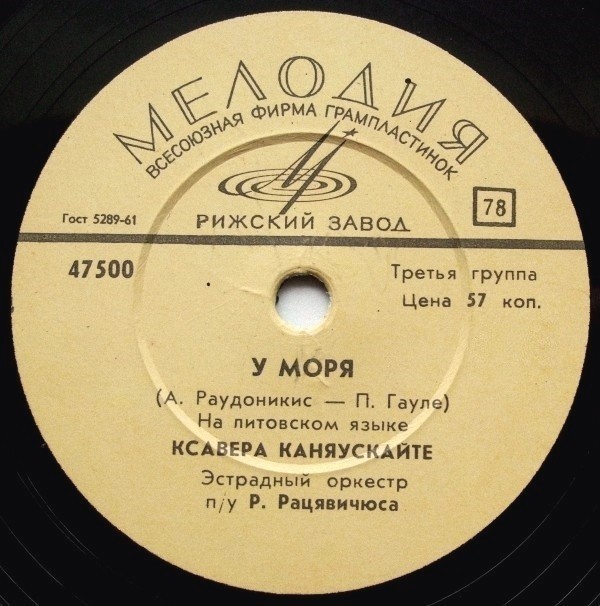 МЕЛОДИЯ
ВСЕСОЮЗНАЯ ФИРМА ГРАМПЛАСТИНОК
Гост 5289-61
РИЖСКИЙ ЗАВОД
78
47500
Третья группа
Цена 57 коп.
У МОРЯ
(А. Раудоникис — П. Гауле)
На литовском языке
КСАВЕРА КАНЯУСКАЙТЕ
Эстрадный оркестр
п/у Р. Рацявичюса